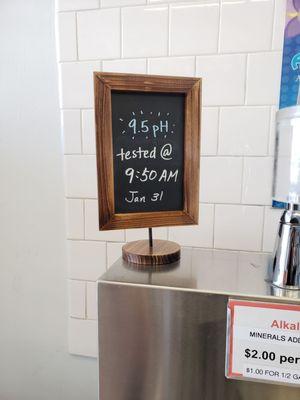 9.5 pH
tested @
9:50 AM
Jan 31
Alkal
MINERALS ADD
$2.00 per
$1.00 FOR 1/2 GA